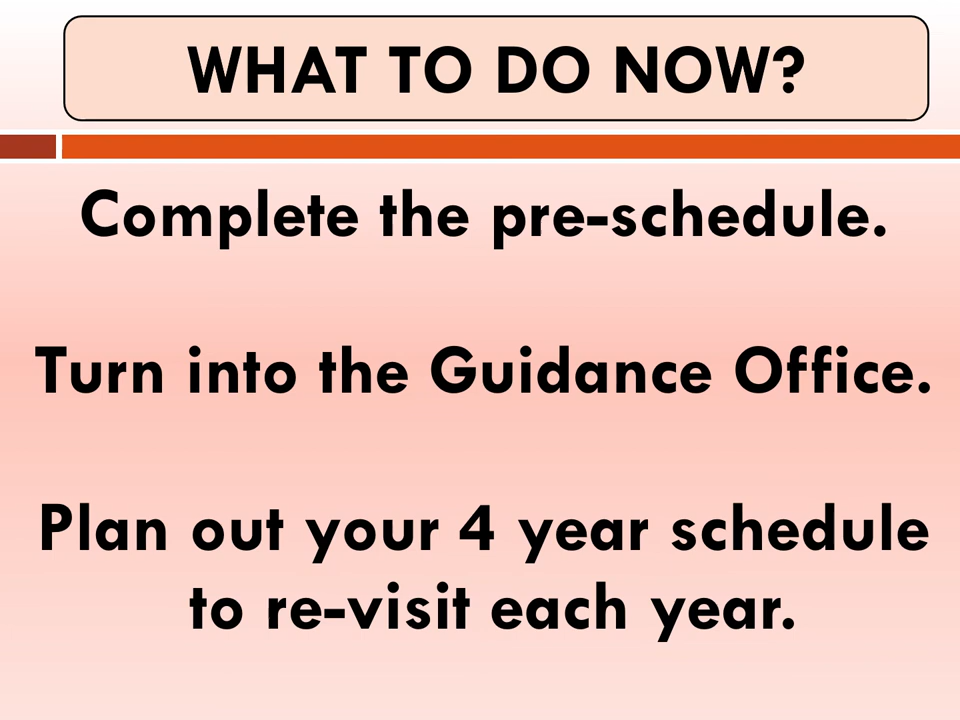 WHAT TO DO NOW?
Complete the pre-schedule.
Turn into the Guidance Office.
Plan out your 4 year schedule
to re-visit each year.